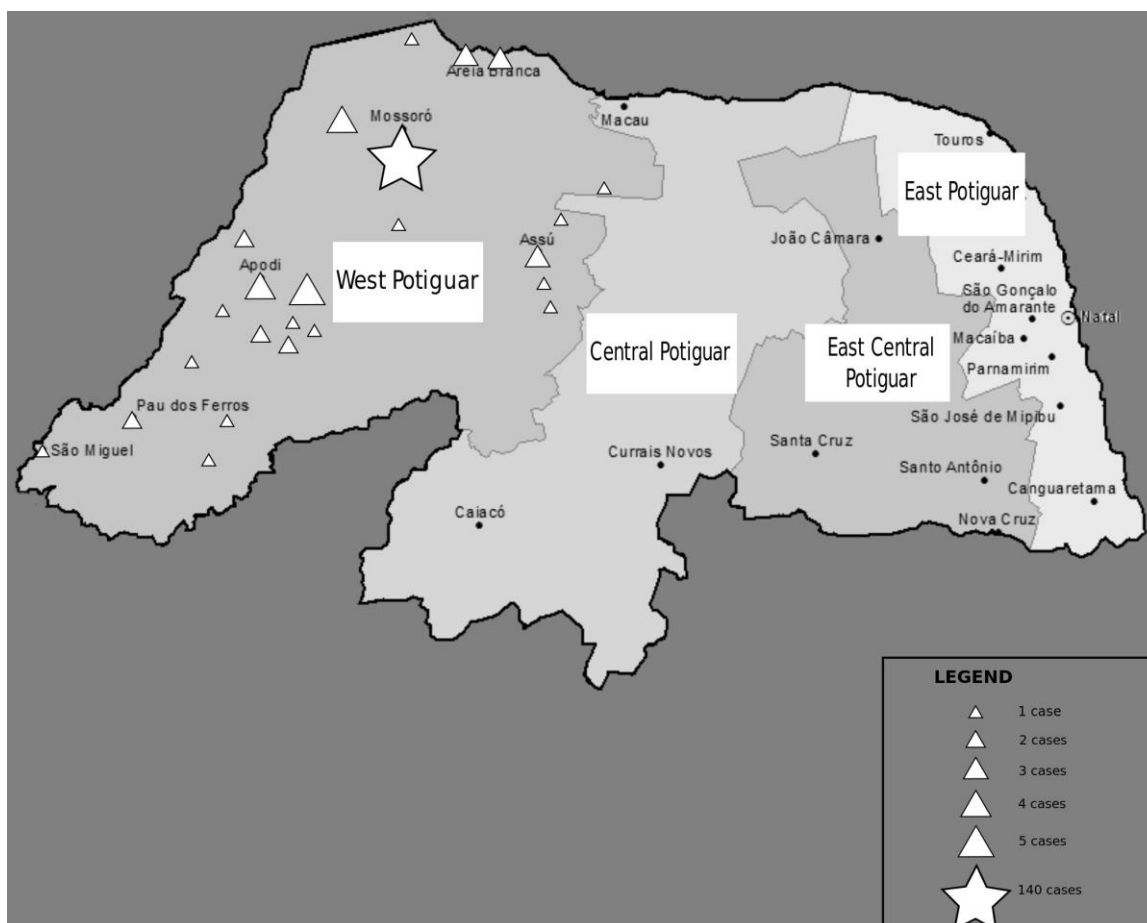 Areia Branca
Mossoró
Macau
Touros
East Potiguar
João Câmara
Assú
Apodi
West Potiguar
Ceará-Mirim
São Gonçalo
do Amarante
Natal
Macaíba
Central Potiguar
East Central
Potiguar
Parnamirim
Pau dos Ferros
São José de Mipibu
São Miguel
Santa Cruz
Currais Novos
Santo Antônio
Canguaretama
Caiacó
Nova Cruz
LEGEND
1 case
2 cases
3 cases
4 cases
5 cases
140 cases